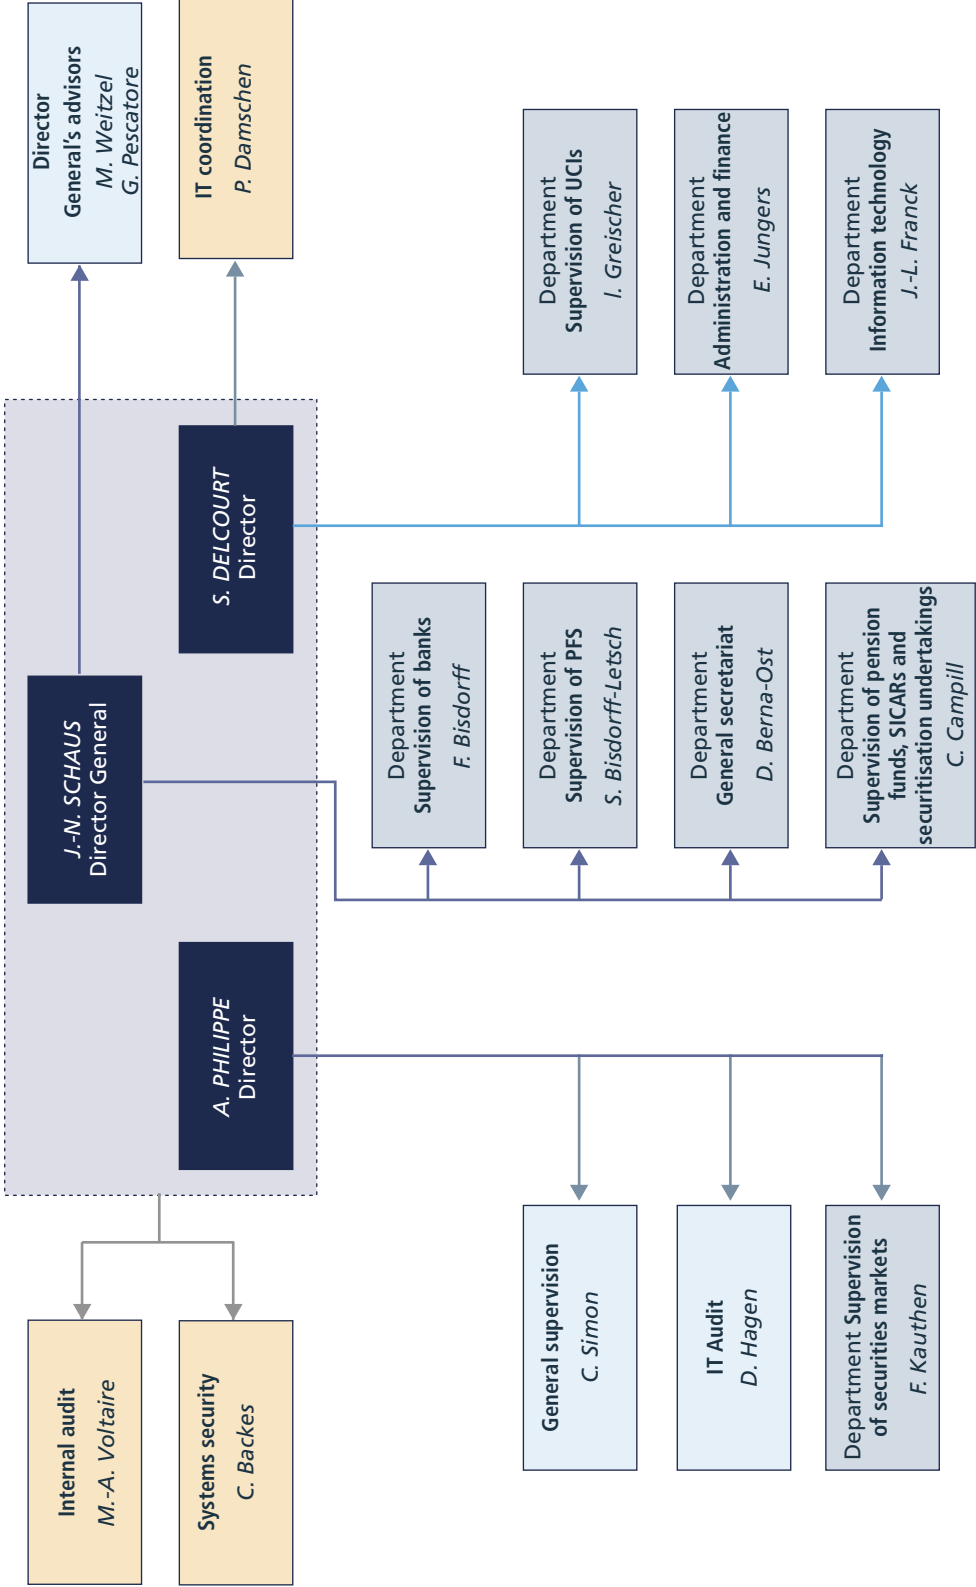 Internal audit
M.-A. Voltaire
Systems security
C. Backes
J.-N. SCHAUS
Director General
A. PHILIPPE
Director
S. DELCOURT
Director
Director
General's advisors
M. Weitzel
G. Pescatore
IT coordination
P. Damschen
General supervision
C. Simon
IT Audit
D. Hagen
Department Supervision
of securities markets
F. Kauthen
Department
Supervision of banks
F. Bisdorff
Department
Supervision of PFS
S. Bisdorff-Letsch
Department
General secretariat
D. Berna-Ost
Department
Supervision of pension
funds, SICARs and
securitisation undertakings
C. Campill
Department
Supervision of UCIs
I. Greischer
Department
Administration and finance
E. Jungers
Department
Information technology
J.-L. Franck